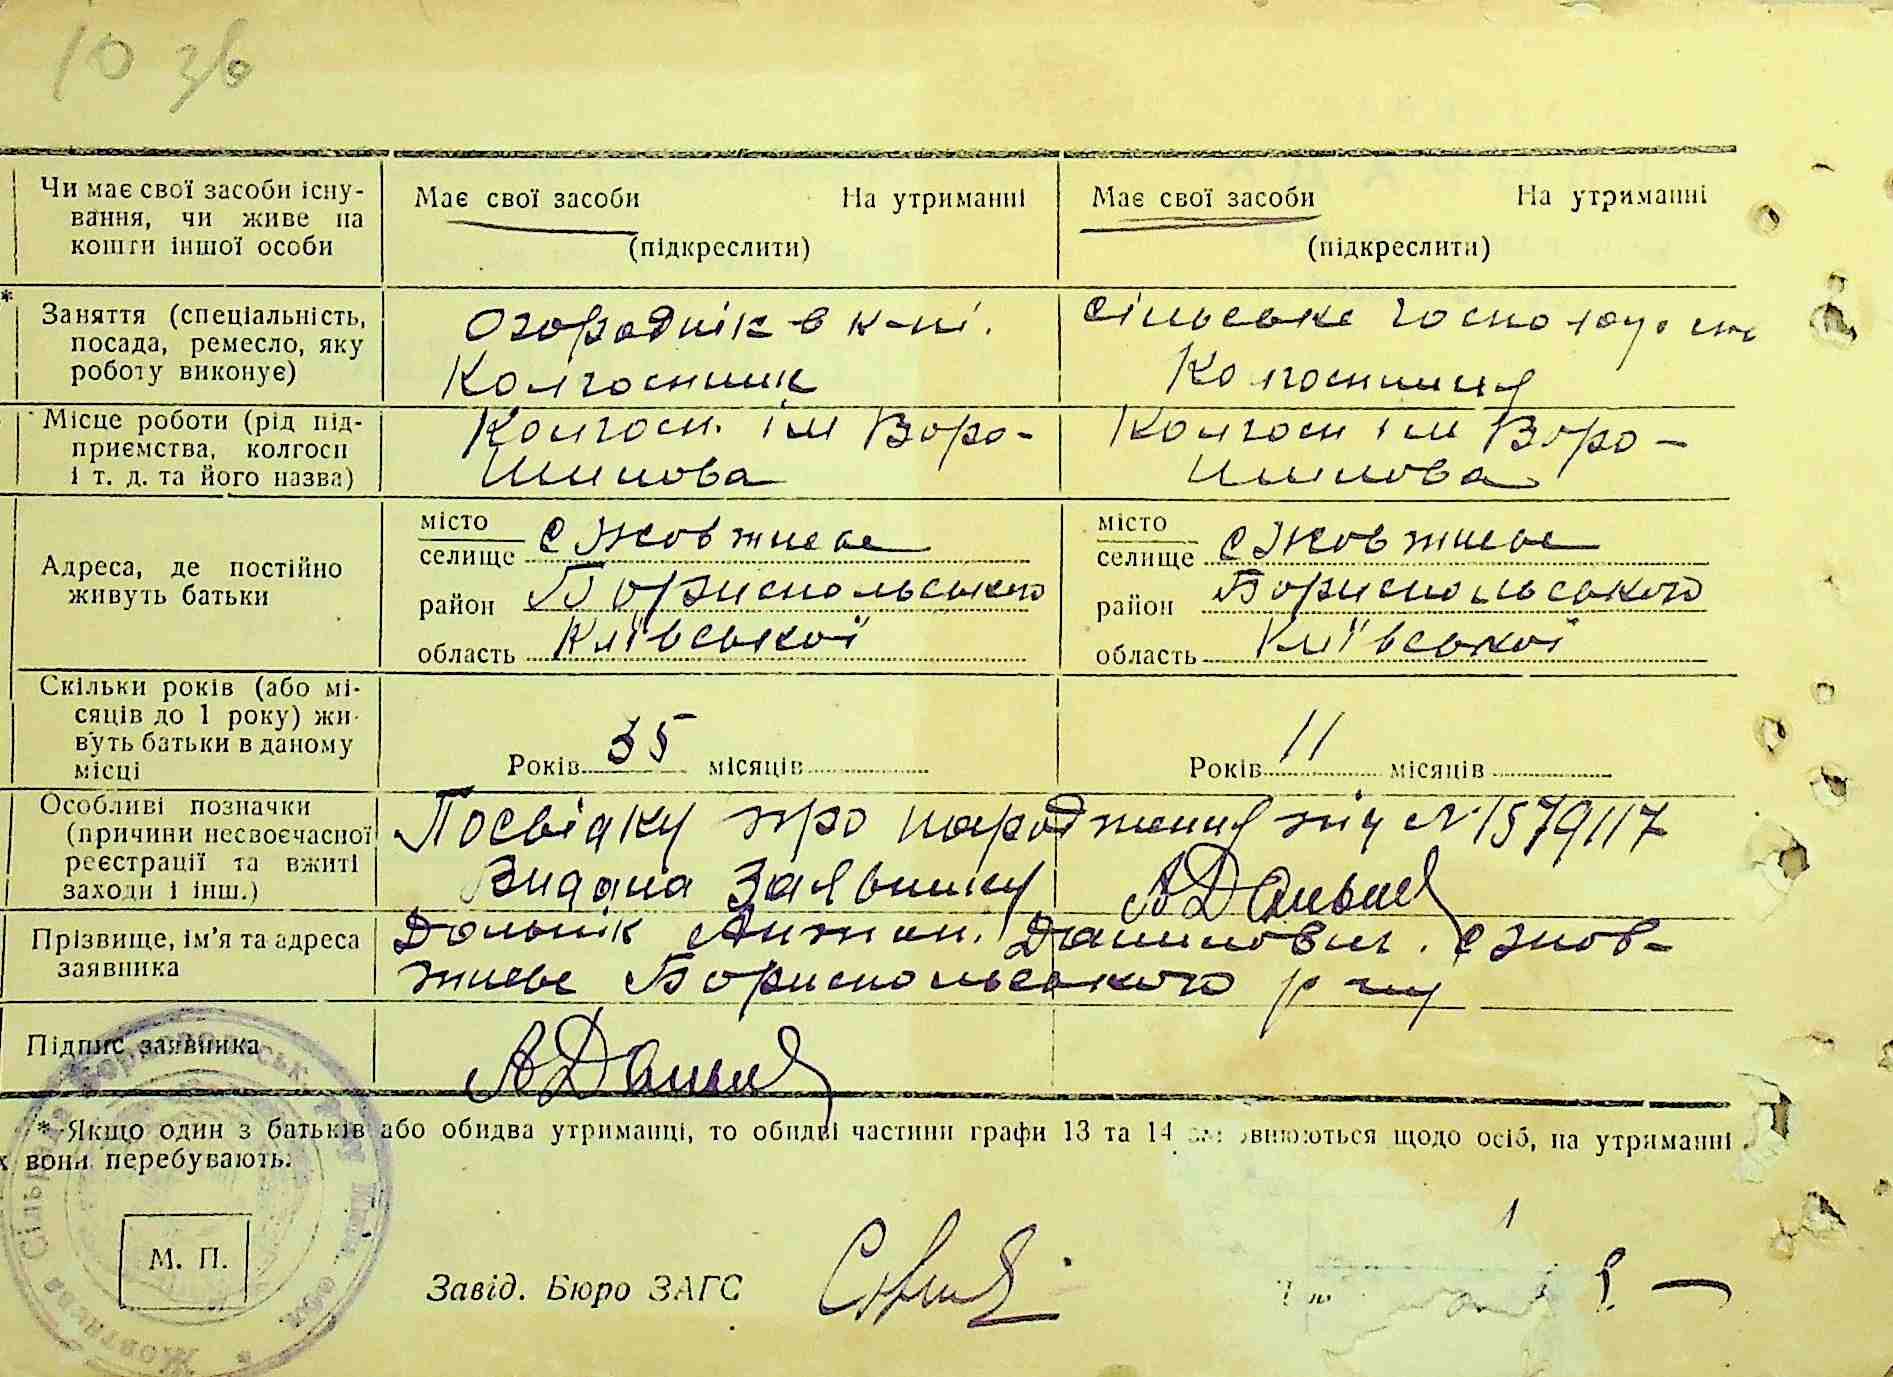 10 зв
Чи має свої засоби існу-
вання, чи живе на
кошти іншої особи
Має свої засоби На утриманні
(підкреслити)
Має свої засоби На утриманні
(підкреслити)
* Заняття (спеціальність,
посада, ремесло, яку
роботу виконує)
Огороднік в к-пі.
Колгоспник
Сільське
Колгоспниця
Місце роботи (рід під-
приємства, колгосп
і т. д. та його назва)
Колгосп. ім Воро-
шилова
Колгосп ім Воро-
шилова
Адреса, де постійно
живуть батьки
місто
селище с Жовтневе
район Бориспольського
область Київської
місто
селище с Жовтневе
район Бориспольського
область Київської
Скільки років (або мі-
сяців до 1 року) жи-
вуть батьки в даному
місці
Років 35 місяців
Років 11 місяців
Особливі позначки
(причини несвоєчасної
реєстрації та вжиті
заходи і інш.)
Посвідку про народження під № 1579117
Видана Заявнику
Прізвище, ім'я та адреса
заявника
Дольнік Антон. Данилович. с Жов-
тневе Бориспольського р-ну
Підпис заявника
* Якщо один з батьків або обидва утриманці, то обидві частини графи 13 та 14 щодо осіб, на утриманні
вони перебувають.
М. П.
Завід. Бюро ЗАГС